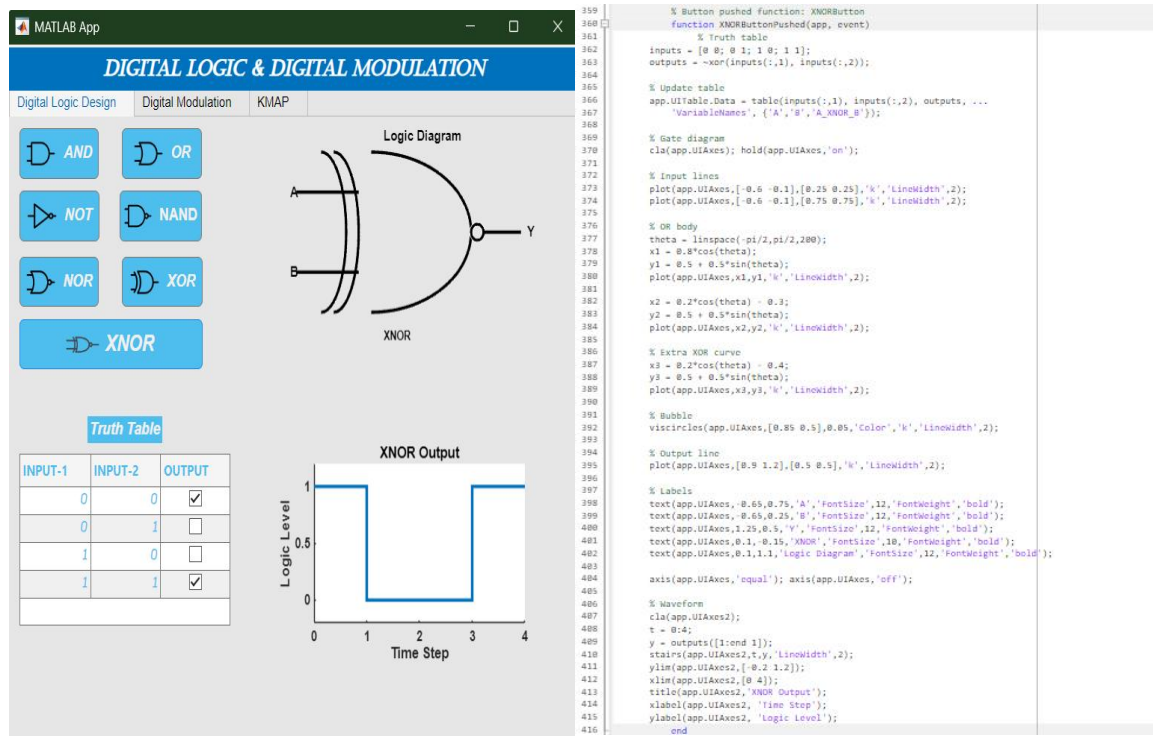 MATLAB App
DIGITAL LOGIC & DIGITAL MODULATION
Digital Logic Design Digital Modulation KMAP
AND OR
NOT NAND
NOR XOR
XNOR
Logic Diagram
A
Y
B
XNOR
Truth Table
INPUT-1 INPUT-2 OUTPUT
0 0
0 1
1 0
1 1
XNOR Output
Logic Level
1
0.5
0
0 1 2 3 4
Time Step
359 % Button pushed function: XNORButton
360 function XNORButtonPushed(app, event)
361 % Truth table
362 inputs = [0 0; 0 1; 1 0; 1 1];
363 outputs = ~xor(inputs(:,1), inputs(:,2));
364
365 % Update table
366 app.UITable.Data = table(inputs(:,1), inputs(:,2), outputs, ...
367 'VariableNames', {'A','B','A_XNOR_B'});
368
369 % Gate diagram
370 cla(app.UIAxes); hold(app.UIAxes,'on');
371
372 % Input lines
373 plot(app.UIAxes,[-0.6 -0.1],[0.25 0.25],'k','LineWidth',2);
374 plot(app.UIAxes,[-0.6 -0.1],[0.75 0.75],'k','LineWidth',2);
375
376 % OR body
377 theta = linspace(-pi/2,pi/2,200);
378 x1 = 0.8*cos(theta);
379 y1 = 0.5 + 0.5*sin(theta);
380 plot(app.UIAxes,x1,y1,'k','LineWidth',2);
381
382 x2 = 0.2*cos(theta) - 0.3;
383 y2 = 0.5 + 0.5*sin(theta);
384 plot(app.UIAxes,x2,y2,'k','LineWidth',2);
385
386 % Extra XOR curve
387 x3 = 0.2*cos(theta) - 0.4;
388 y3 = 0.5 + 0.5*sin(theta);
389 plot(app.UIAxes,x3,y3,'k','LineWidth',2);
390
391 % Bubble
392 viscircles(app.UIAxes,[0.85 0.5],0.05,'Color','k','LineWidth',2);
393
394 % Output line
395 plot(app.UIAxes,[0.9 1.2],[0.5 0.5],'k','LineWidth',2);
396
397 % Labels
398 text(app.UIAxes,-0.65,0.75,'A','FontSize',12,'FontWeight','bold');
399 text(app.UIAxes,-0.65,0.25,'B','FontSize',12,'FontWeight','bold');
400 text(app.UIAxes,1.25,0.5,'Y','FontSize',12,'FontWeight','bold');
401 text(app.UIAxes,0.1,-0.15,'XNOR','FontSize',10,'FontWeight','bold');
402 text(app.UIAxes,0.1,1.1,'Logic Diagram','FontSize',12,'FontWeight','bold');
403
404 axis(app.UIAxes,'equal'); axis(app.UIAxes,'off');
405
406 % Waveform
407 cla(app.UIAxes2);
408 t = 0:4;
409 y = outputs([1:end 1]);
410 stairs(app.UIAxes2,t,y,'LineWidth',2);
411 ylim(app.UIAxes2,[-0.2 1.2]);
412 xlim(app.UIAxes2,[0 4]);
413 title(app.UIAxes2,'XNOR Output');
414 xlabel(app.UIAxes2, 'Time Step');
415 ylabel(app.UIAxes2, 'Logic Level');
416 end